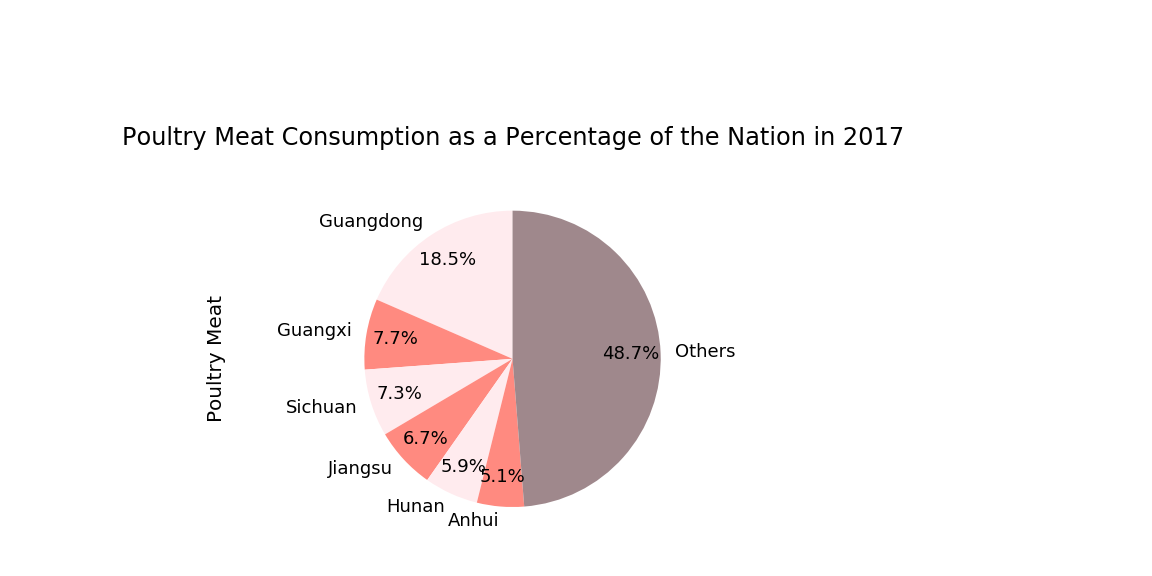 Poultry Meat Consumption as a Percentage of the Nation in 2017
Guangdong
18.5%
Guangxi
7.7%
Sichuan
7.3%
Jiangsu
6.7%
Hunan
5.9%
Anhui
5.1%
Others
48.7%
Poultry Meat